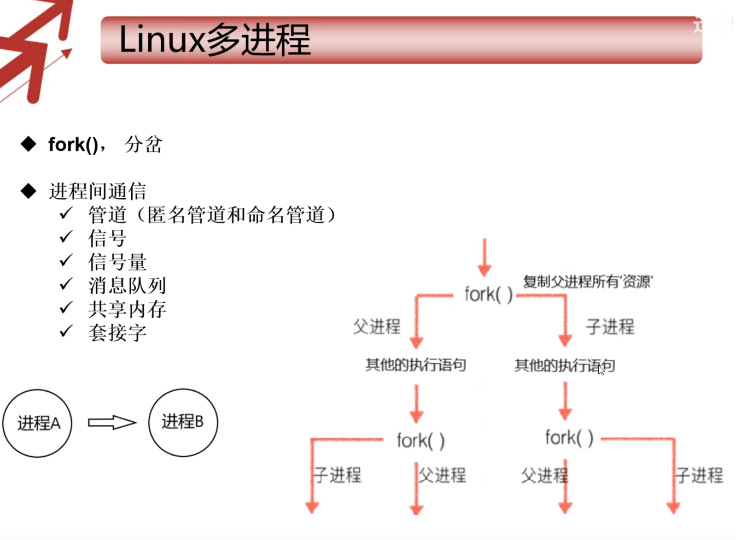 Linux多进程
◆ fork()， 分岔
◆ 进程间通信
✓ 管道（匿名管道和命名管道）
✓ 信号
✓ 信号量
✓ 消息队列
✓ 共享内存
✓ 套接字
进程A
进程B
复制父进程所有'资源'
fork( )
父进程
子进程
其他的执行语句
其他的执行语句
fork( )
fork( )
子进程
父进程
父进程
子进程